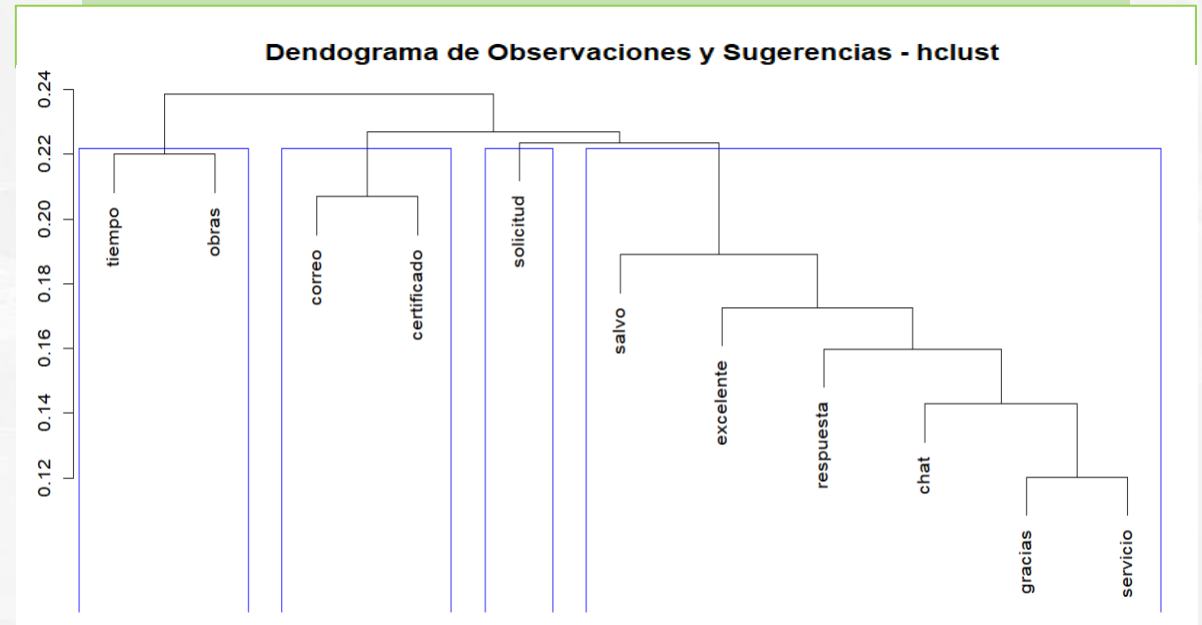 Dendograma de Observaciones y Sugerencias - hclust
0.24
0.22
0.20
0.18
0.16
0.14
0.12
tiempo
obras
correo
certificado
solicitud
salvo
excelente
respuesta
chat
gracias
servicio